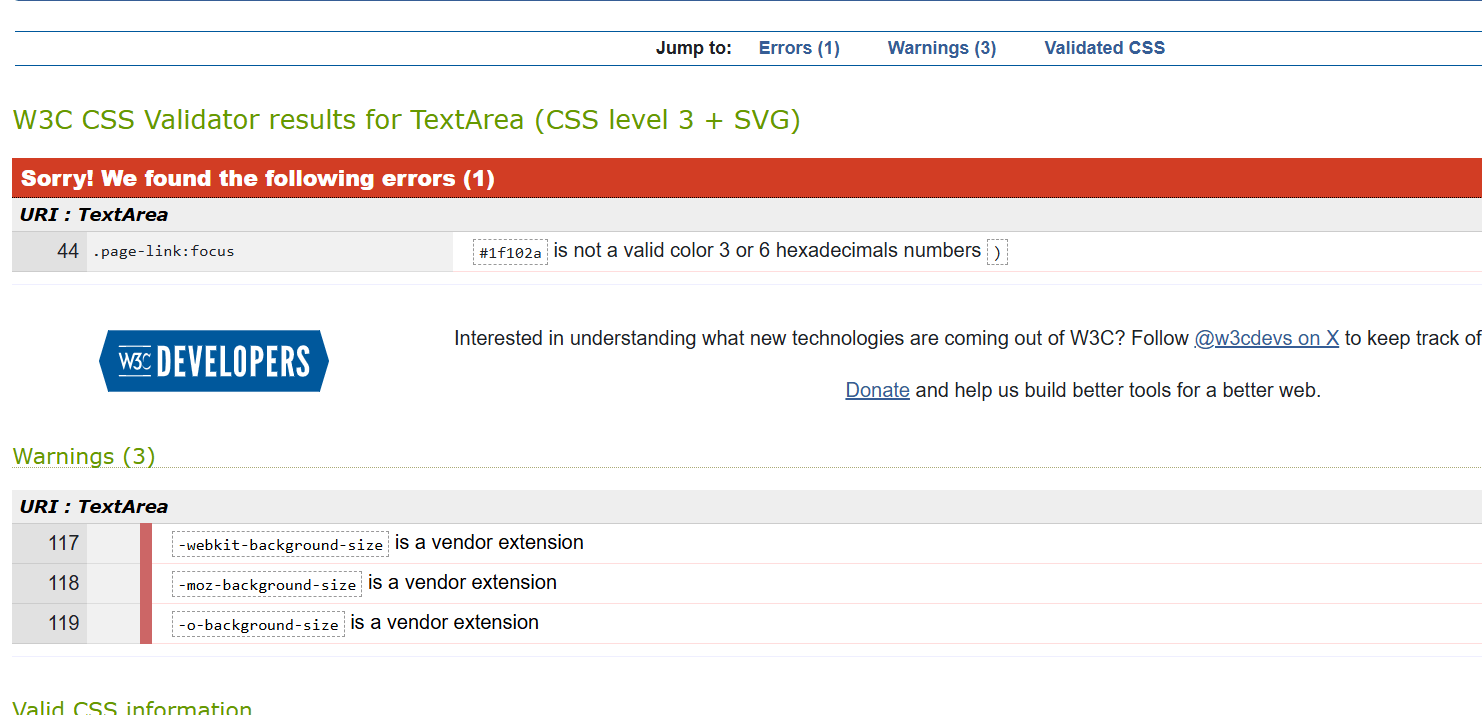 Jump to: Errors (1) Warnings (3) Validated CSS
W3C CSS Validator results for TextArea (CSS level 3 + SVG)
Sorry! We found the following errors (1)
URI : TextArea
44 .page-link:focus #1f102a is not a valid color 3 or 6 hexadecimals numbers )
Interested in understanding what new technologies are coming out of W3C? Follow @w3cdevs on X to keep track of
W3C DEVELOPERS
Donate and help us build better tools for a better web.
Warnings (3)
URI : TextArea
117 -webkit-background-size is a vendor extension
118 -moz-background-size is a vendor extension
119 -o-background-size is a vendor extension
Valid CSS information